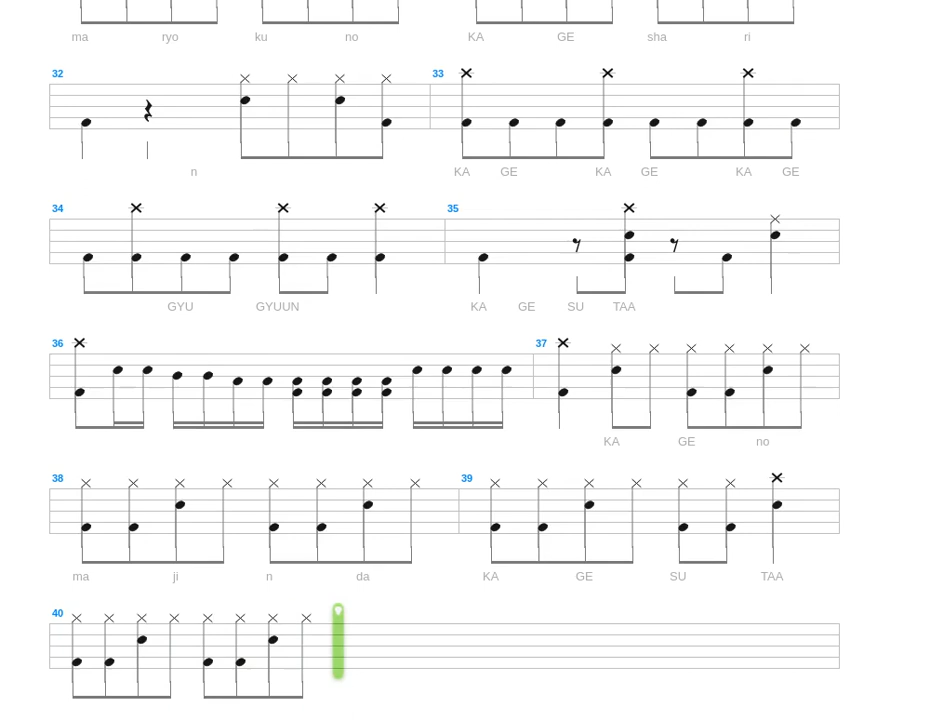 ma ryo ku no KA GE sha ri
32 33
n KA GE KA GE KA GE
34 35
GYU GYUUN KA GE SU TAA
36 37
KA GE no
38 39
ma ji n da KA GE SU TAA
40